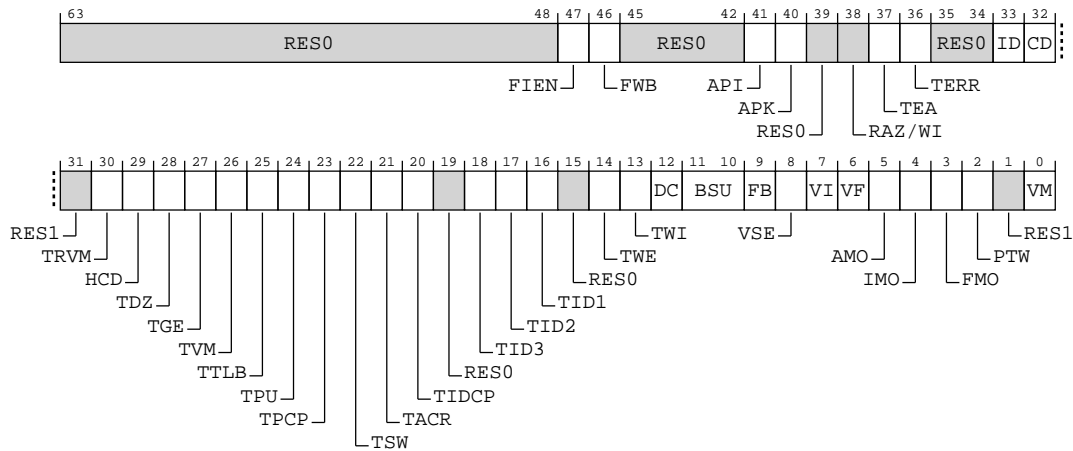 63 48 47 46 45 42 41 40 39 38 37 36 35 34 33 32
RES0 RES0 RES0 ID CD
FIEN FWB API TERR
APK TEA
RES0 RAZ/WI
31 30 29 28 27 26 25 24 23 22 21 20 19 18 17 16 15 14 13 12 11 10 9 8 7 6 5 4 3 2 1 0
DC BSU FB VI VF VM
RES1 TWI VSE RES1
TRVM TWE AMO PTW
HCD RES0 IMO FMO
TDZ TID1
TGE TID2
TVM TID3
TTLB RES0
TPU TIDCP
TPCP TACR
TSW